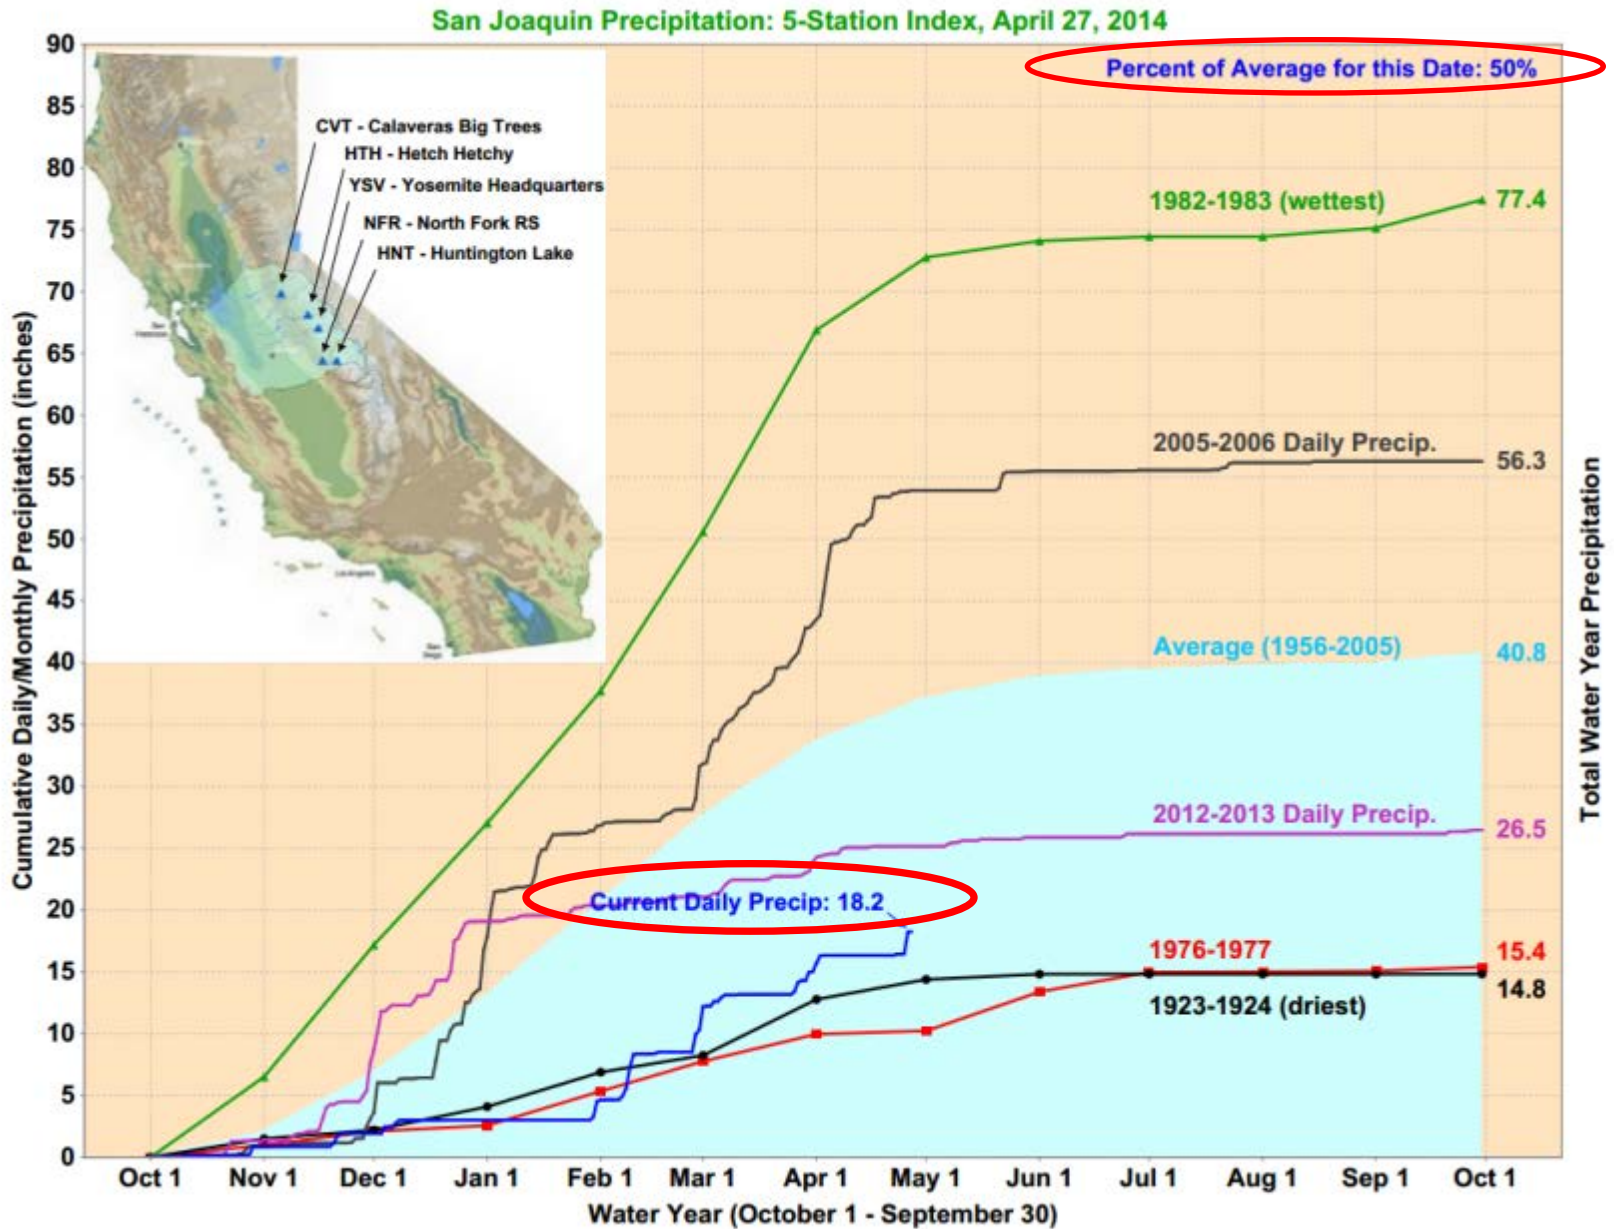 San Joaquin Precipitation: 5-Station Index, April 27, 2014
Percent of Average for this Date: 50%
Cumulative Daily/Monthly Precipitation (inches)
90
85
80
75
70
65
60
55
50
45
40
35
30
25
20
15
10
5
0
CVT - Calaveras Big Trees
HTH - Hetch Hetchy
YSV - Yosemite Headquarters
NFR - North Fork RS
HNT - Huntington Lake
San
Los Angeles
San
Diego
1982-1983 (wettest)
77.4
2005-2006 Daily Precip.
56.3
Average (1956-2005)
40.8
2012-2013 Daily Precip.
26.5
Current Daily Precip: 18.2
1976-1977
15.4
1923-1924 (driest)
14.8
Total Water Year Precipitation
Oct 1 Nov 1 Dec 1 Jan 1 Feb 1 Mar 1 Apr 1 May 1 Jun 1 Jul 1 Aug 1 Sep 1 Oct 1
Water Year (October 1 - September 30)